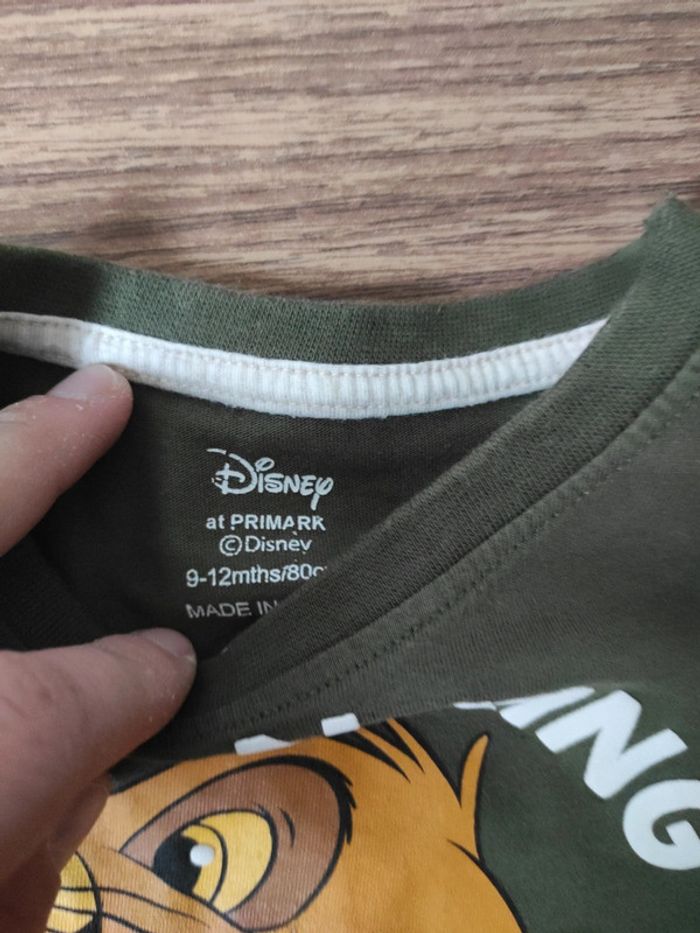 Disney
at PRIMARK
©Disney
9-12mths/80c
MADE IN